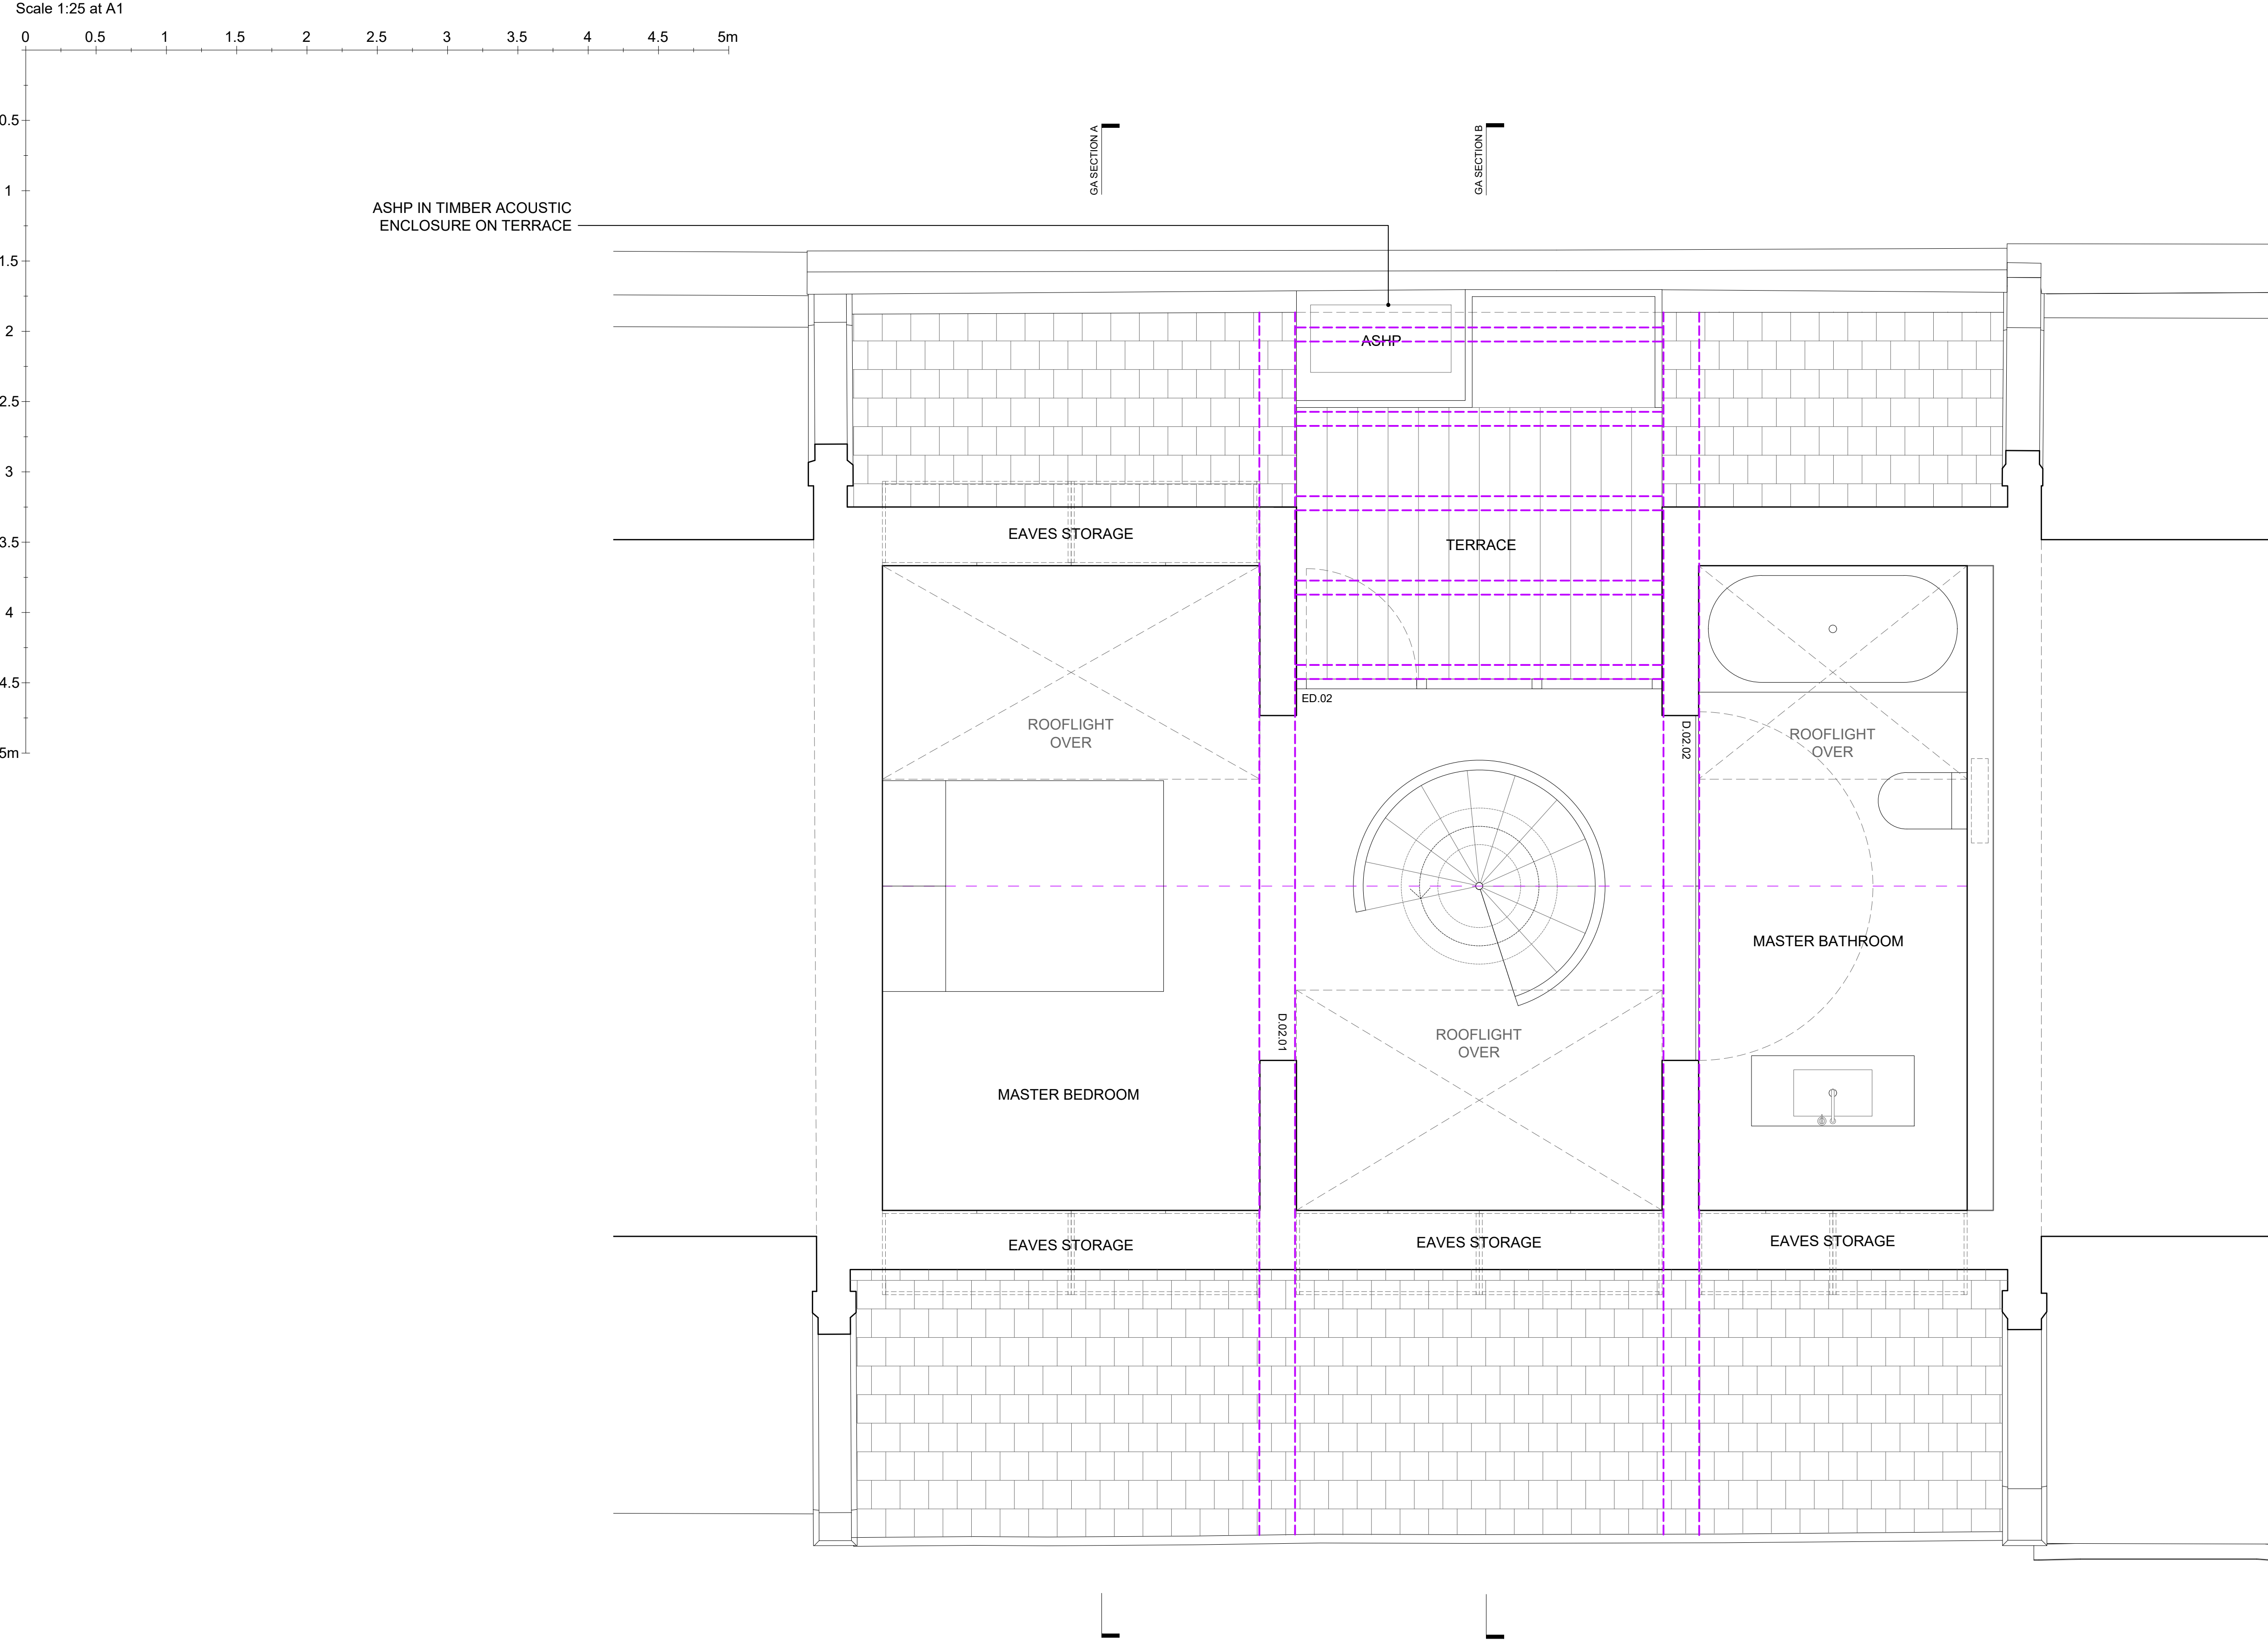 Scale 1:25 at A1
0 0.5 1 1.5 2 2.5 3 3.5 4 4.5 5m
0.5
1
1.5
2
2.5
3
3.5
4
4.5
5m
GA SECTION A
GA SECTION B
ASHP IN TIMBER ACOUSTIC
ENCLOSURE ON TERRACE
ASHP
EAVES STORAGE
TERRACE
ED.02
ROOFLIGHT
OVER
D.02.02
ROOFLIGHT
OVER
MASTER BATHROOM
D.02.01
ROOFLIGHT
OVER
MASTER BEDROOM
EAVES STORAGE
EAVES STORAGE
EAVES STORAGE